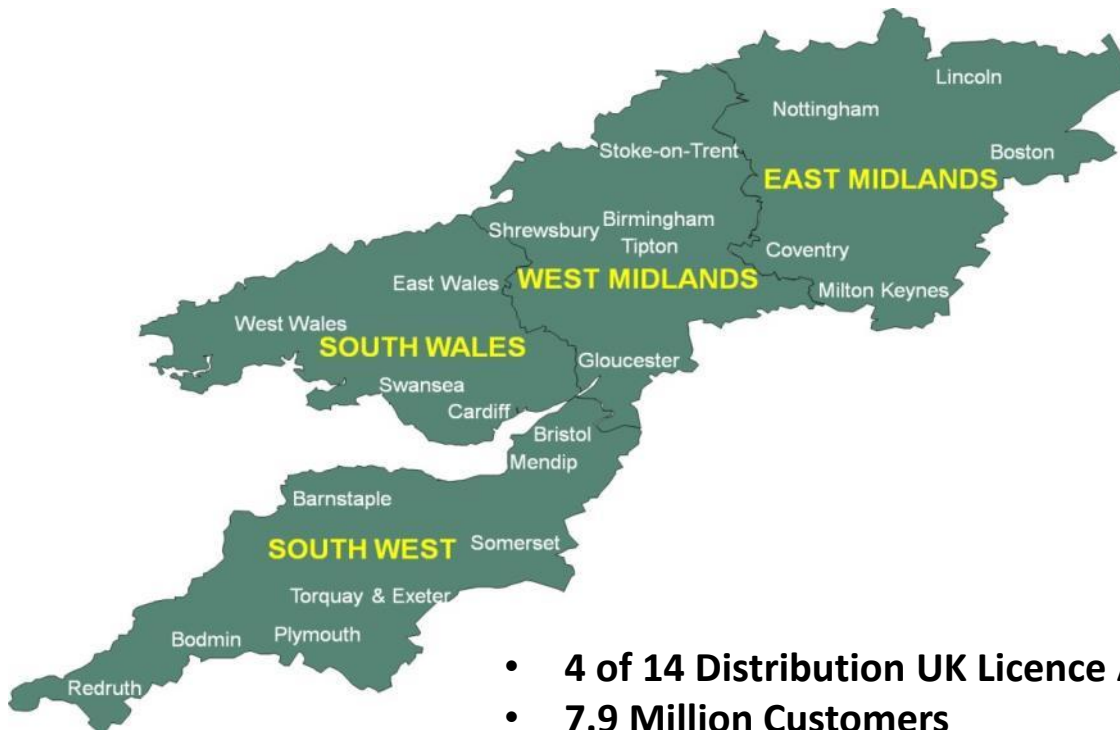 Lincoln
Nottingham
Stoke-on-Trent
Boston
EAST MIDLANDS
Shrewsbury
Birmingham
Tipton
Coventry
WEST MIDLANDS
East Wales
Milton Keynes
West Wales
SOUTH WALES
Gloucester
Swansea
Cardiff
Bristol
Mendip
Barnstaple
SOUTH WEST
Somerset
Torquay & Exeter
Bodmin
Plymouth
Redruth
• 4 of 14 Distribution UK Licence
• 7.9 Million Customers